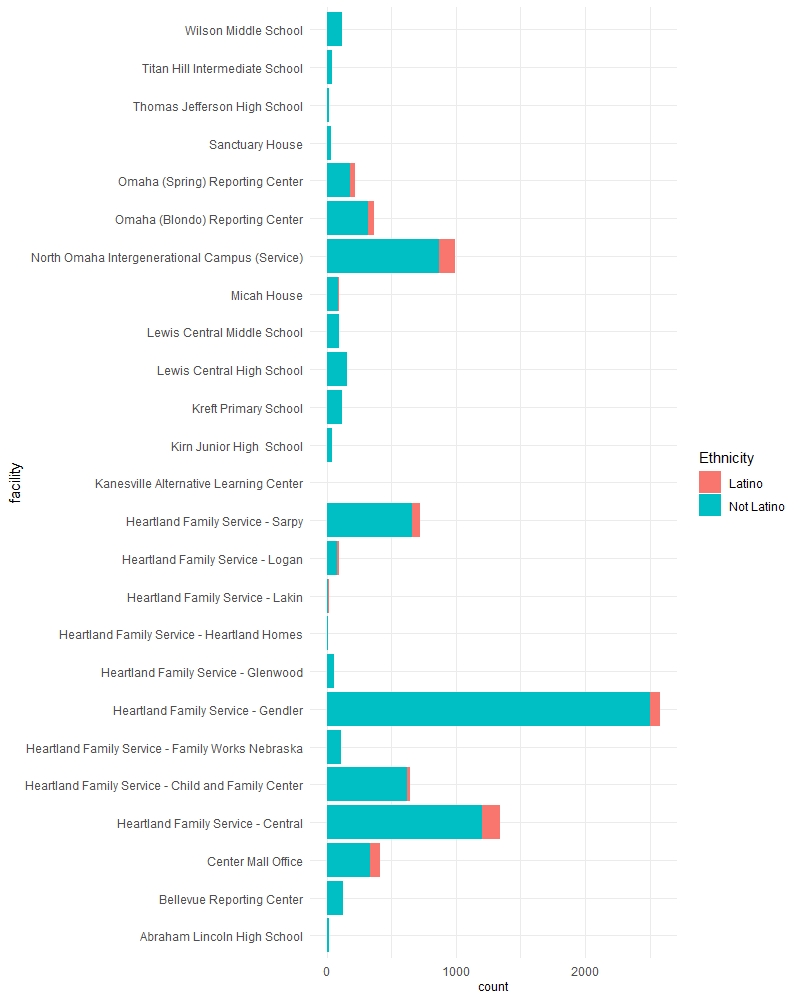 Wilson Middle School
Titan Hill Intermediate School
Thomas Jefferson High School
Sanctuary House
Omaha (Spring) Reporting Center
Omaha (Blondo) Reporting Center
North Omaha Intergenerational Campus (Service)
Micah House
Lewis Central Middle School
Lewis Central High School
Kreft Primary School
Kirn Junior High  School
Kanesville Alternative Learning Center
Heartland Family Service - Sarpy
Heartland Family Service - Logan
Heartland Family Service - Lakin
Heartland Family Service - Heartland Homes
Heartland Family Service - Glenwood
Heartland Family Service - Gendler
Heartland Family Service - Family Works Nebraska
Heartland Family Service - Child and Family Center
Heartland Family Service - Central
Center Mall Office
Bellevue Reporting Center
Abraham Lincoln High School
facility
0 1000 2000
count
Ethnicity
Latino
Not Latino